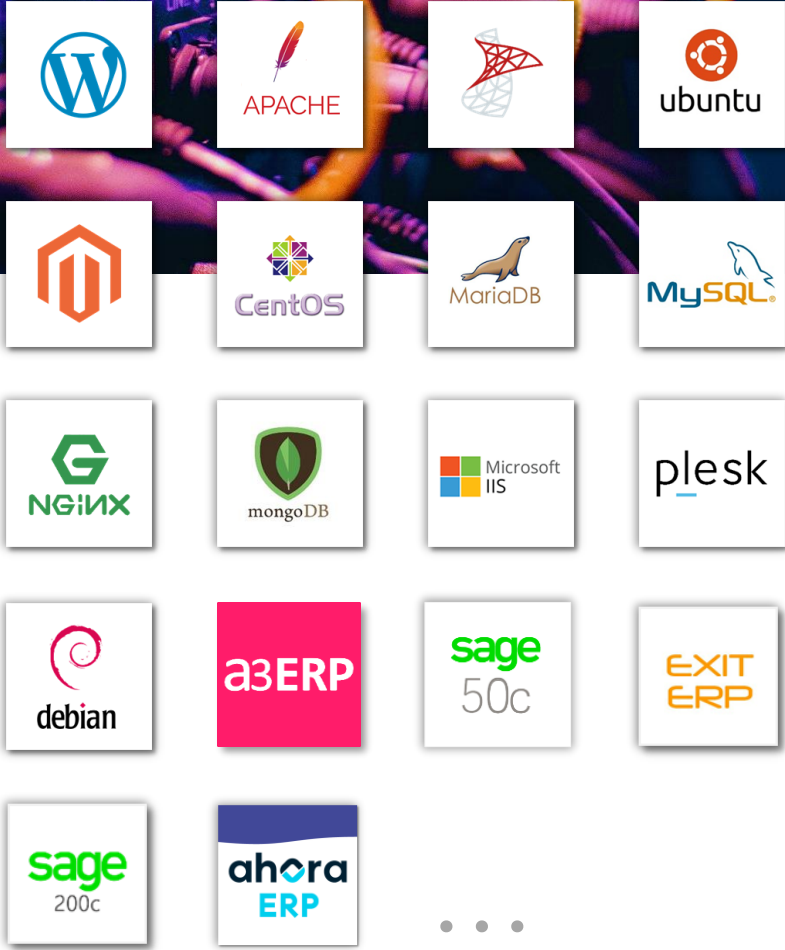 W
APACHE
ubuntu
CentOS
MariaDB
MySQL®
NGiNX
mongoDB
Microsoft
IIS
plesk
debian
a3ERP
sage
50c
EXIT
ERP
sage
200c
ahora
ERP